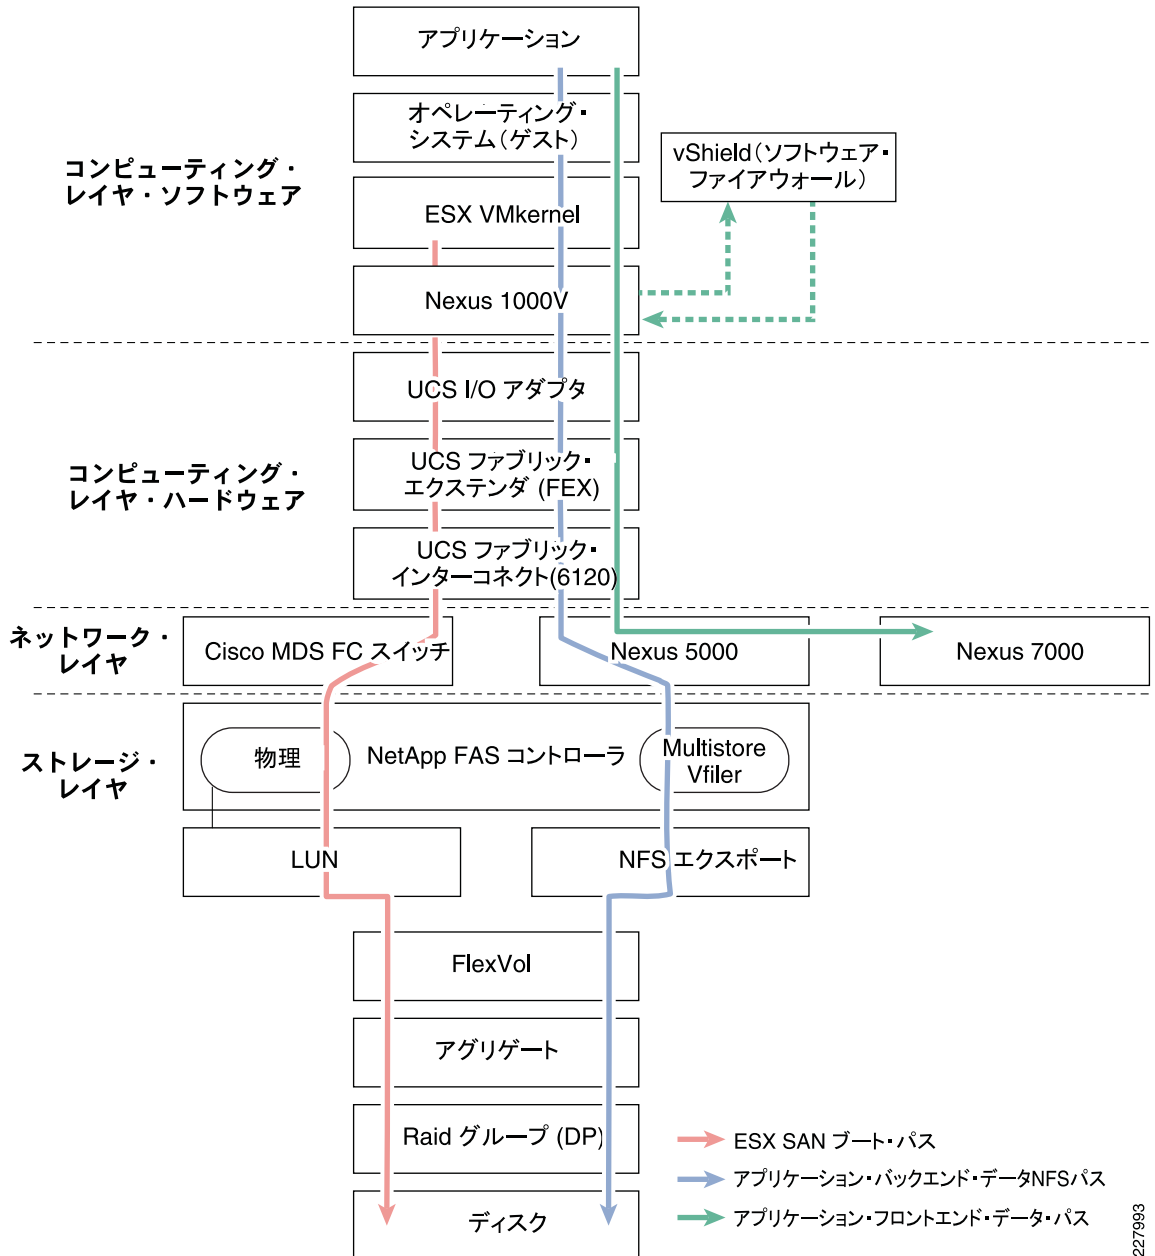 アプリケーション
オペレーティング・
システム(ゲスト)
vShield(ソフトウェア・
ファイアウォール)
コンピューティング・
レイヤ・ソフトウェア
ESX VMkernel
Nexus 1000V
UCS I/O アダプタ
コンピューティング・
レイヤ・ハードウェア
UCS ファブリック・
エクステンダ (FEX)
UCS ファブリック・
インターコネクト(6120)
ネットワーク・
レイヤ
Cisco MDS FC スイッチ
Nexus 5000
Nexus 7000
ストレージ・
レイヤ
物理
NetApp FAS コントローラ
Multistore
Vfiler
LUN
NFS エクスポート
FlexVol
アグリゲート
Raid グループ (DP)
ディスク
ESX SAN ブート・パス
アプリケーション・バックエンド・データNFSパス
アプリケーション・フロントエンド・データ・パス
227993